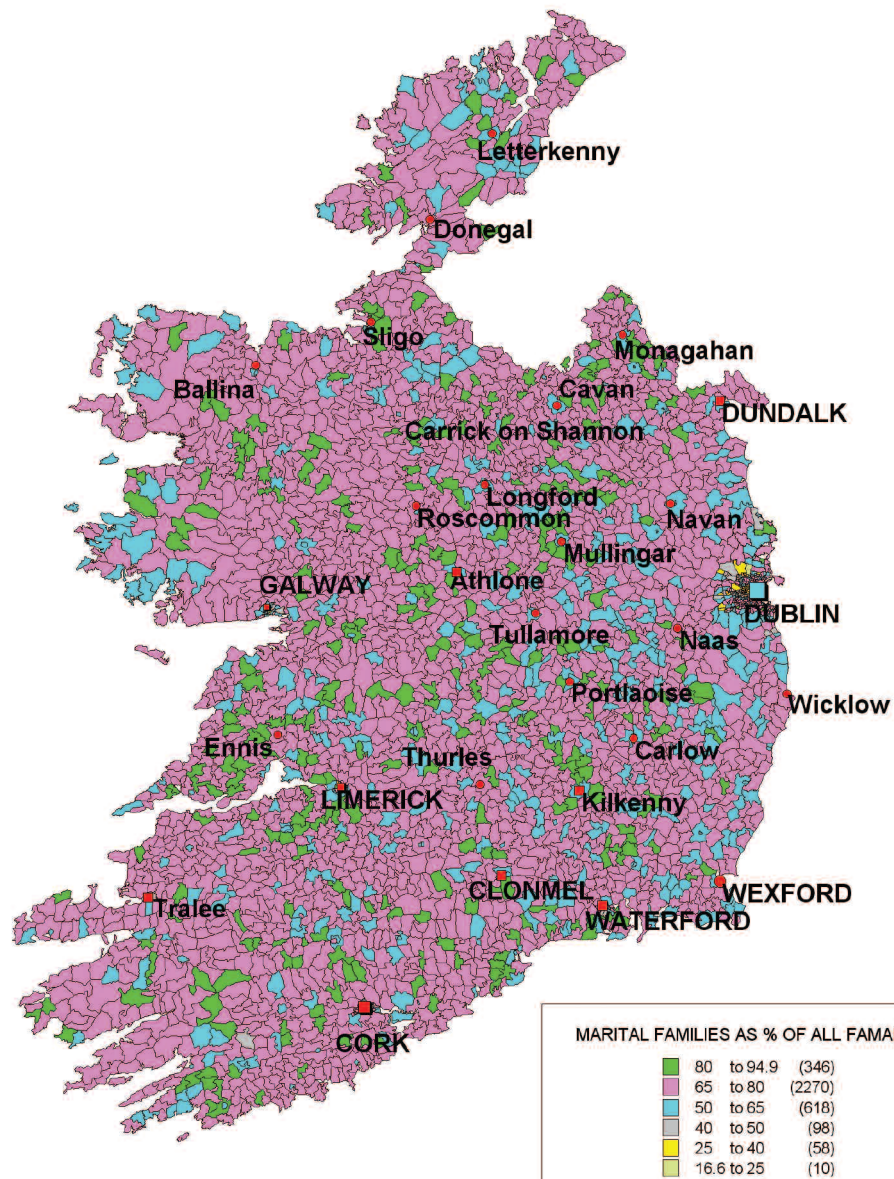 Letterkenny
Donegal
Sligo
Monagahan
Ballina
Cavan
DUNDALK
Carrick on Shannon
Longford
Roscommon
Navan
Mullingar
GALWAY
Athlone
DUBLIN
Tullamore
Naas
Portlaoise
Wicklow
Ennis
Thurles
Carlow
LIMERICK
Kilkenny
CLONMEL
WEXFORD
Tralee
WATERFORD
CORK
MARITAL FAMILIES AS % OF ALL FAMA
80 to 94.9 (346)
65 to 80 (2270)
50 to 65 (618)
40 to 50 (98)
25 to 40 (58)
16.6 to 25 (10)